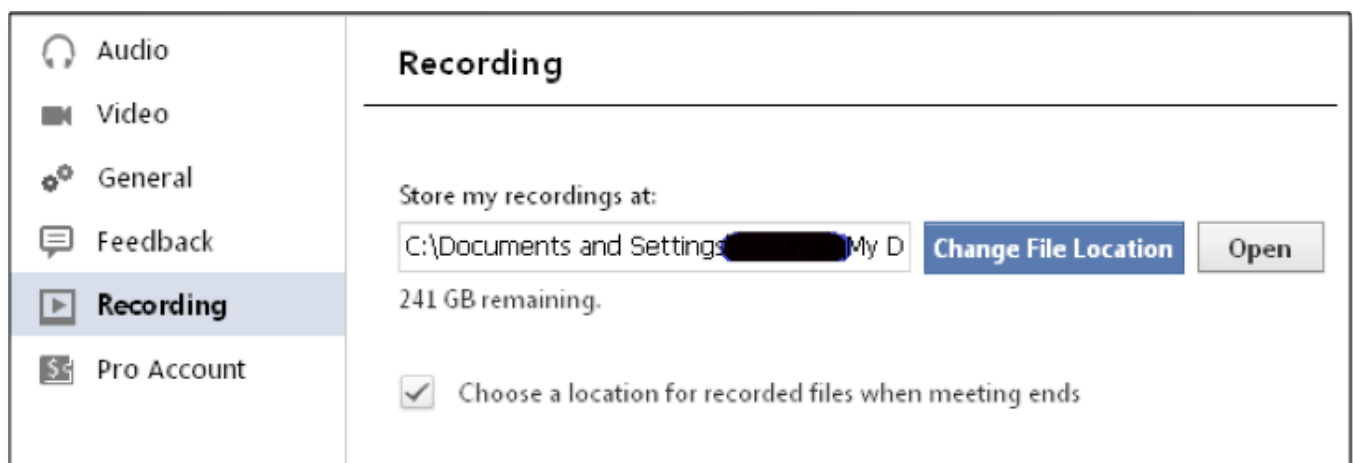 Audio
Video
General
Feedback
Recording
Pro Account
Recording
Store my recordings at:
C:\Documents and Settings My D
Change File Location
Open
241 GB remaining.
Choose a location for recorded files when meeting ends